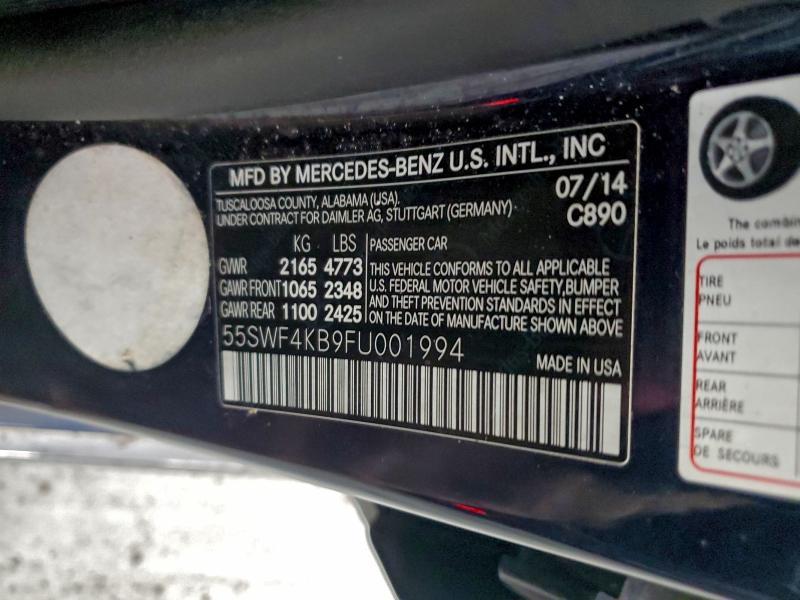 MFD BY MERCEDES-BENZ U.S. INTL., INC
TUSCALOOSA COUNTY, ALABAMA (USA),
UNDER CONTRACT FOR DAIMLER AG, STUTTGART (GERMANY)
07/14
C890
KG LBS
GVWR 2165 4773
GAWR FRONT 1065 2348
GAWR REAR 1100 2425
PASSENGER CAR
THIS VEHICLE CONFORMS TO ALL APPLICABLE
U.S. FEDERAL MOTOR VEHICLE SAFETY, BUMPER
AND THEFT PREVENTION STANDARDS IN EFFECT
ON THE DATE OF MANUFACTURE SHOWN ABOVE
55SWF4KB9FU001994
MADE IN USA
The
Le poids total
TIRE
PNEU
FRONT
AVANT
REAR
ARRIÈRE
SPARE
DE SECOURS